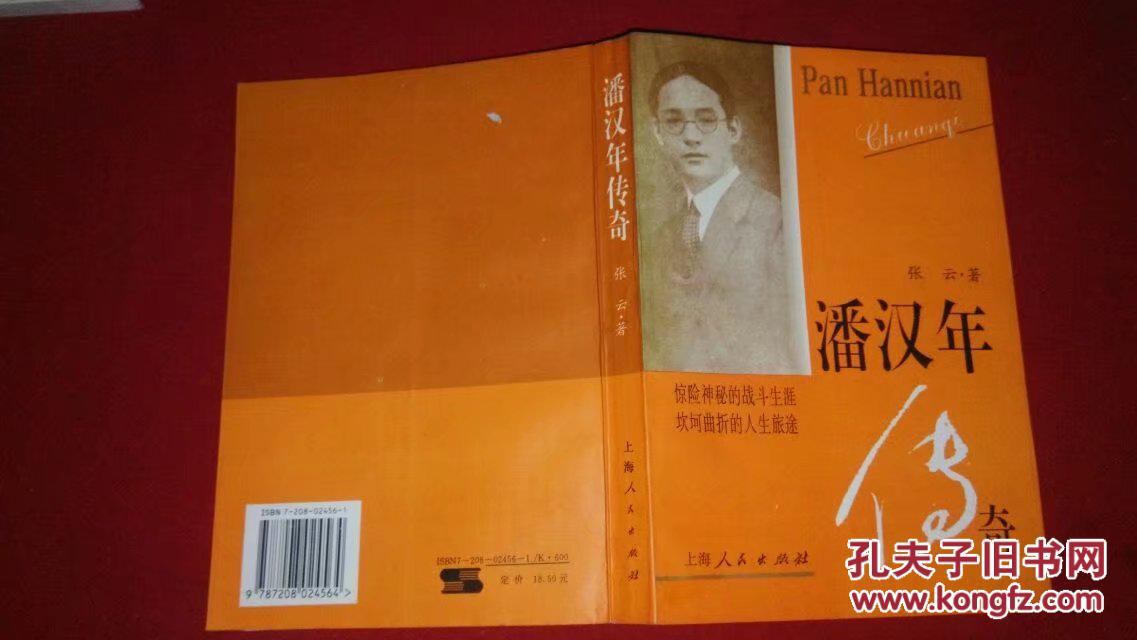 Pan Hannian
Chuanqi
张 云·著
潘汉年
传奇
惊险神秘的战斗生涯
坎坷曲折的人生旅途
上海人民出版社
潘汉年传奇
张 云·著
上海人民出版社
ISBN 7-208-02456-1
9 787208 024564 >
ISBN7-208-02456-1/K·600
定价 18.50元
孔夫子旧书网
www.kongfz.com